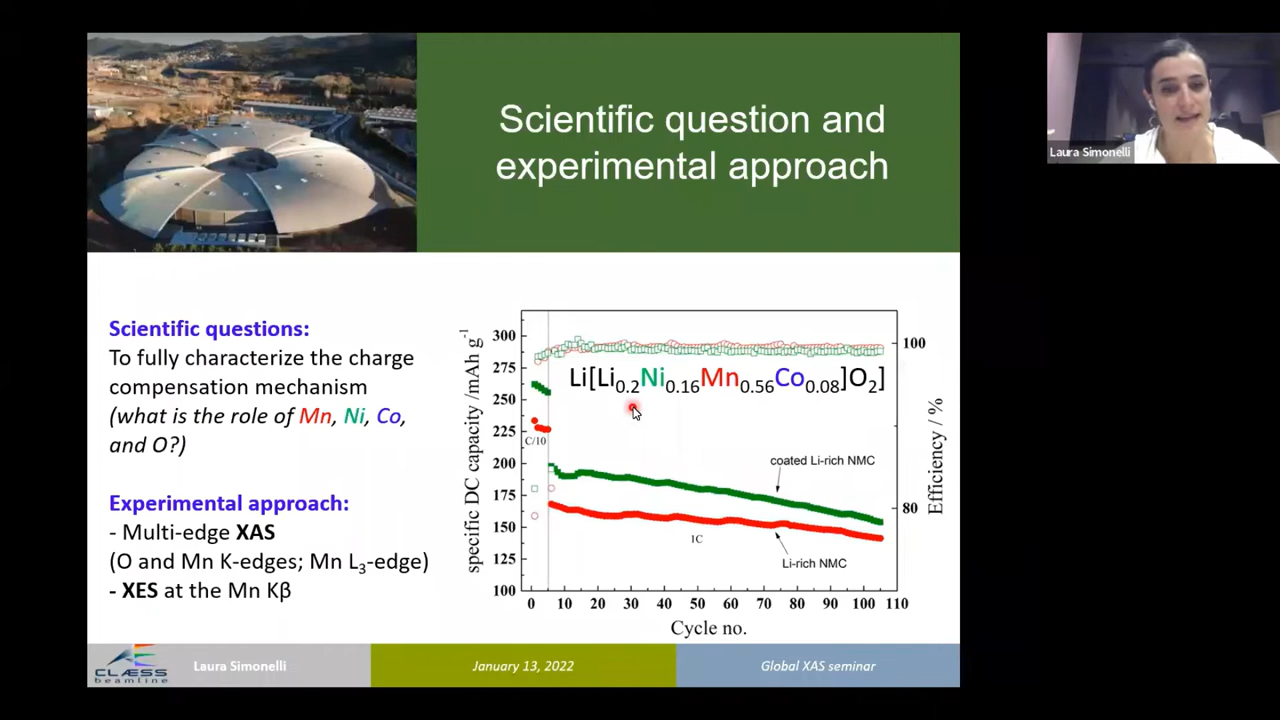 Scientific question and
experimental approach
Laura Simonelli
Scientific questions:
To fully characterize the charge
compensation mechanism
(what is the role of Mn, Ni, Co,
and O?)
Experimental approach:
- Multi-edge XAS
(O and Mn K-edges; Mn L3-edge)
- XES at the Mn Kβ
specific DC capacity /mAh g-1
300
275
250
225
200
175
150
125
100
Li[Li0.2Ni0.16Mn0.56Co0.08]O2]
C/10
coated Li-rich NMC
1C
Li-rich NMC
100
80
Efficiency / %
0 10 20 30 40 50 60 70 80 90 100 110
Cycle no.
CLÆSS
beamline
Laura Simonelli
January 13, 2022
Global XAS seminar